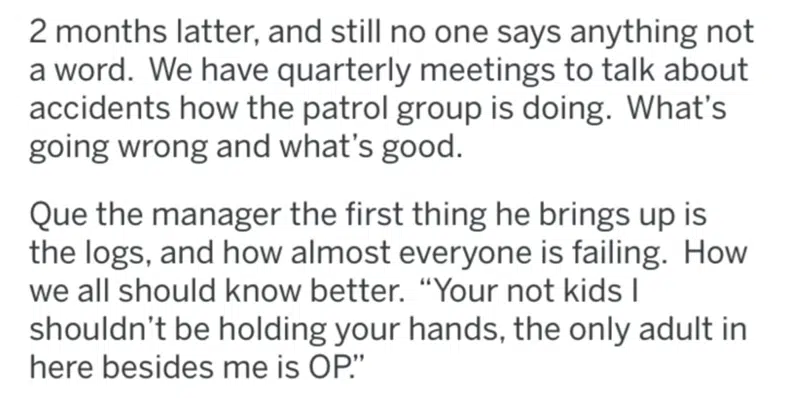 2 months latter, and still no one says anything not
a word.  We have quarterly meetings to talk about
accidents how the patrol group is doing.  What's
going wrong and what's good.
Que the manager the first thing he brings up is
the logs, and how almost everyone is failing.  How
we all should know better.  “Your not kids I
shouldn't be holding your hands, the only adult in
here besides me is OP.”